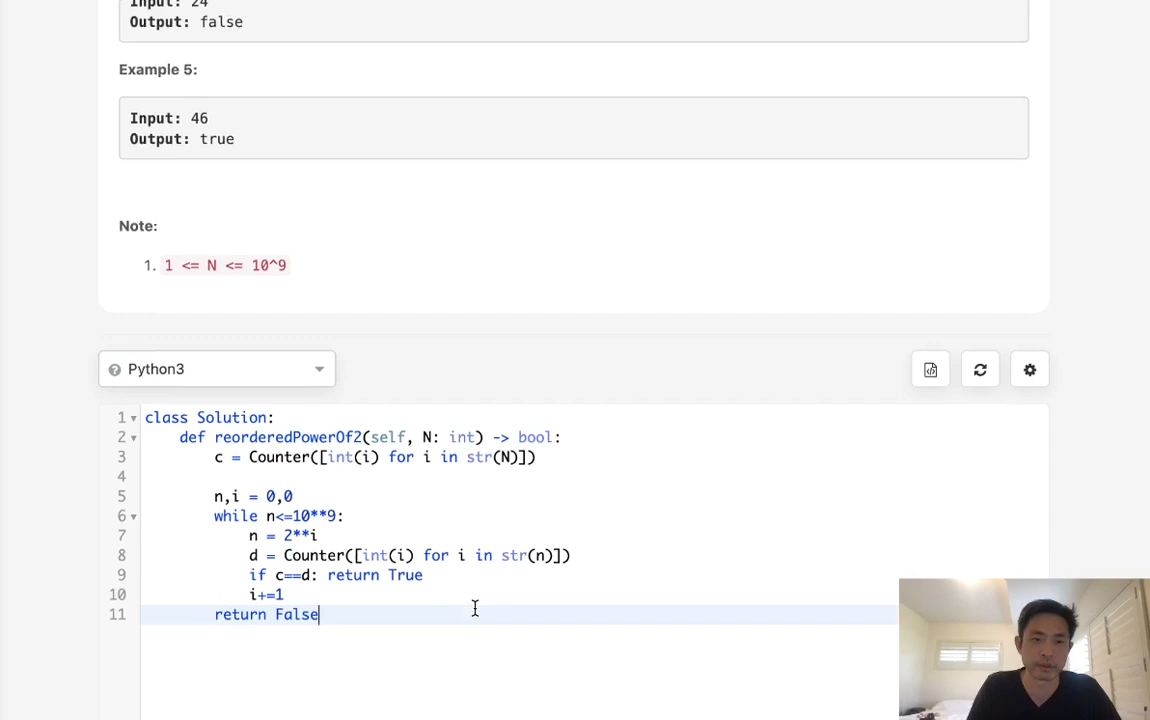 Input: 24
Output: false
Example 5:
Input: 46
Output: true
Note:
1. 1 <= N <= 10^9
Python3
1 class Solution:
2 def reorderedPowerOf2(self, N: int) -> bool:
3 c = Counter([int(i) for i in str(N)])
4
5 n,i = 0,0
6 while n<=10**9:
7 n = 2**i
8 d = Counter([int(i) for i in str(n)])
9 if c==d: return True
10 i+=1
11 return False